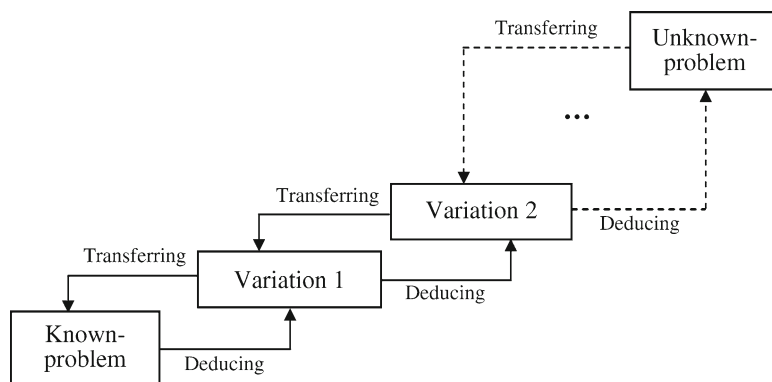 Transferring
Unknown-
problem
...
Transferring
Variation 2
Deducing
Transferring
Variation 1
Deducing
Known-
problem
Deducing